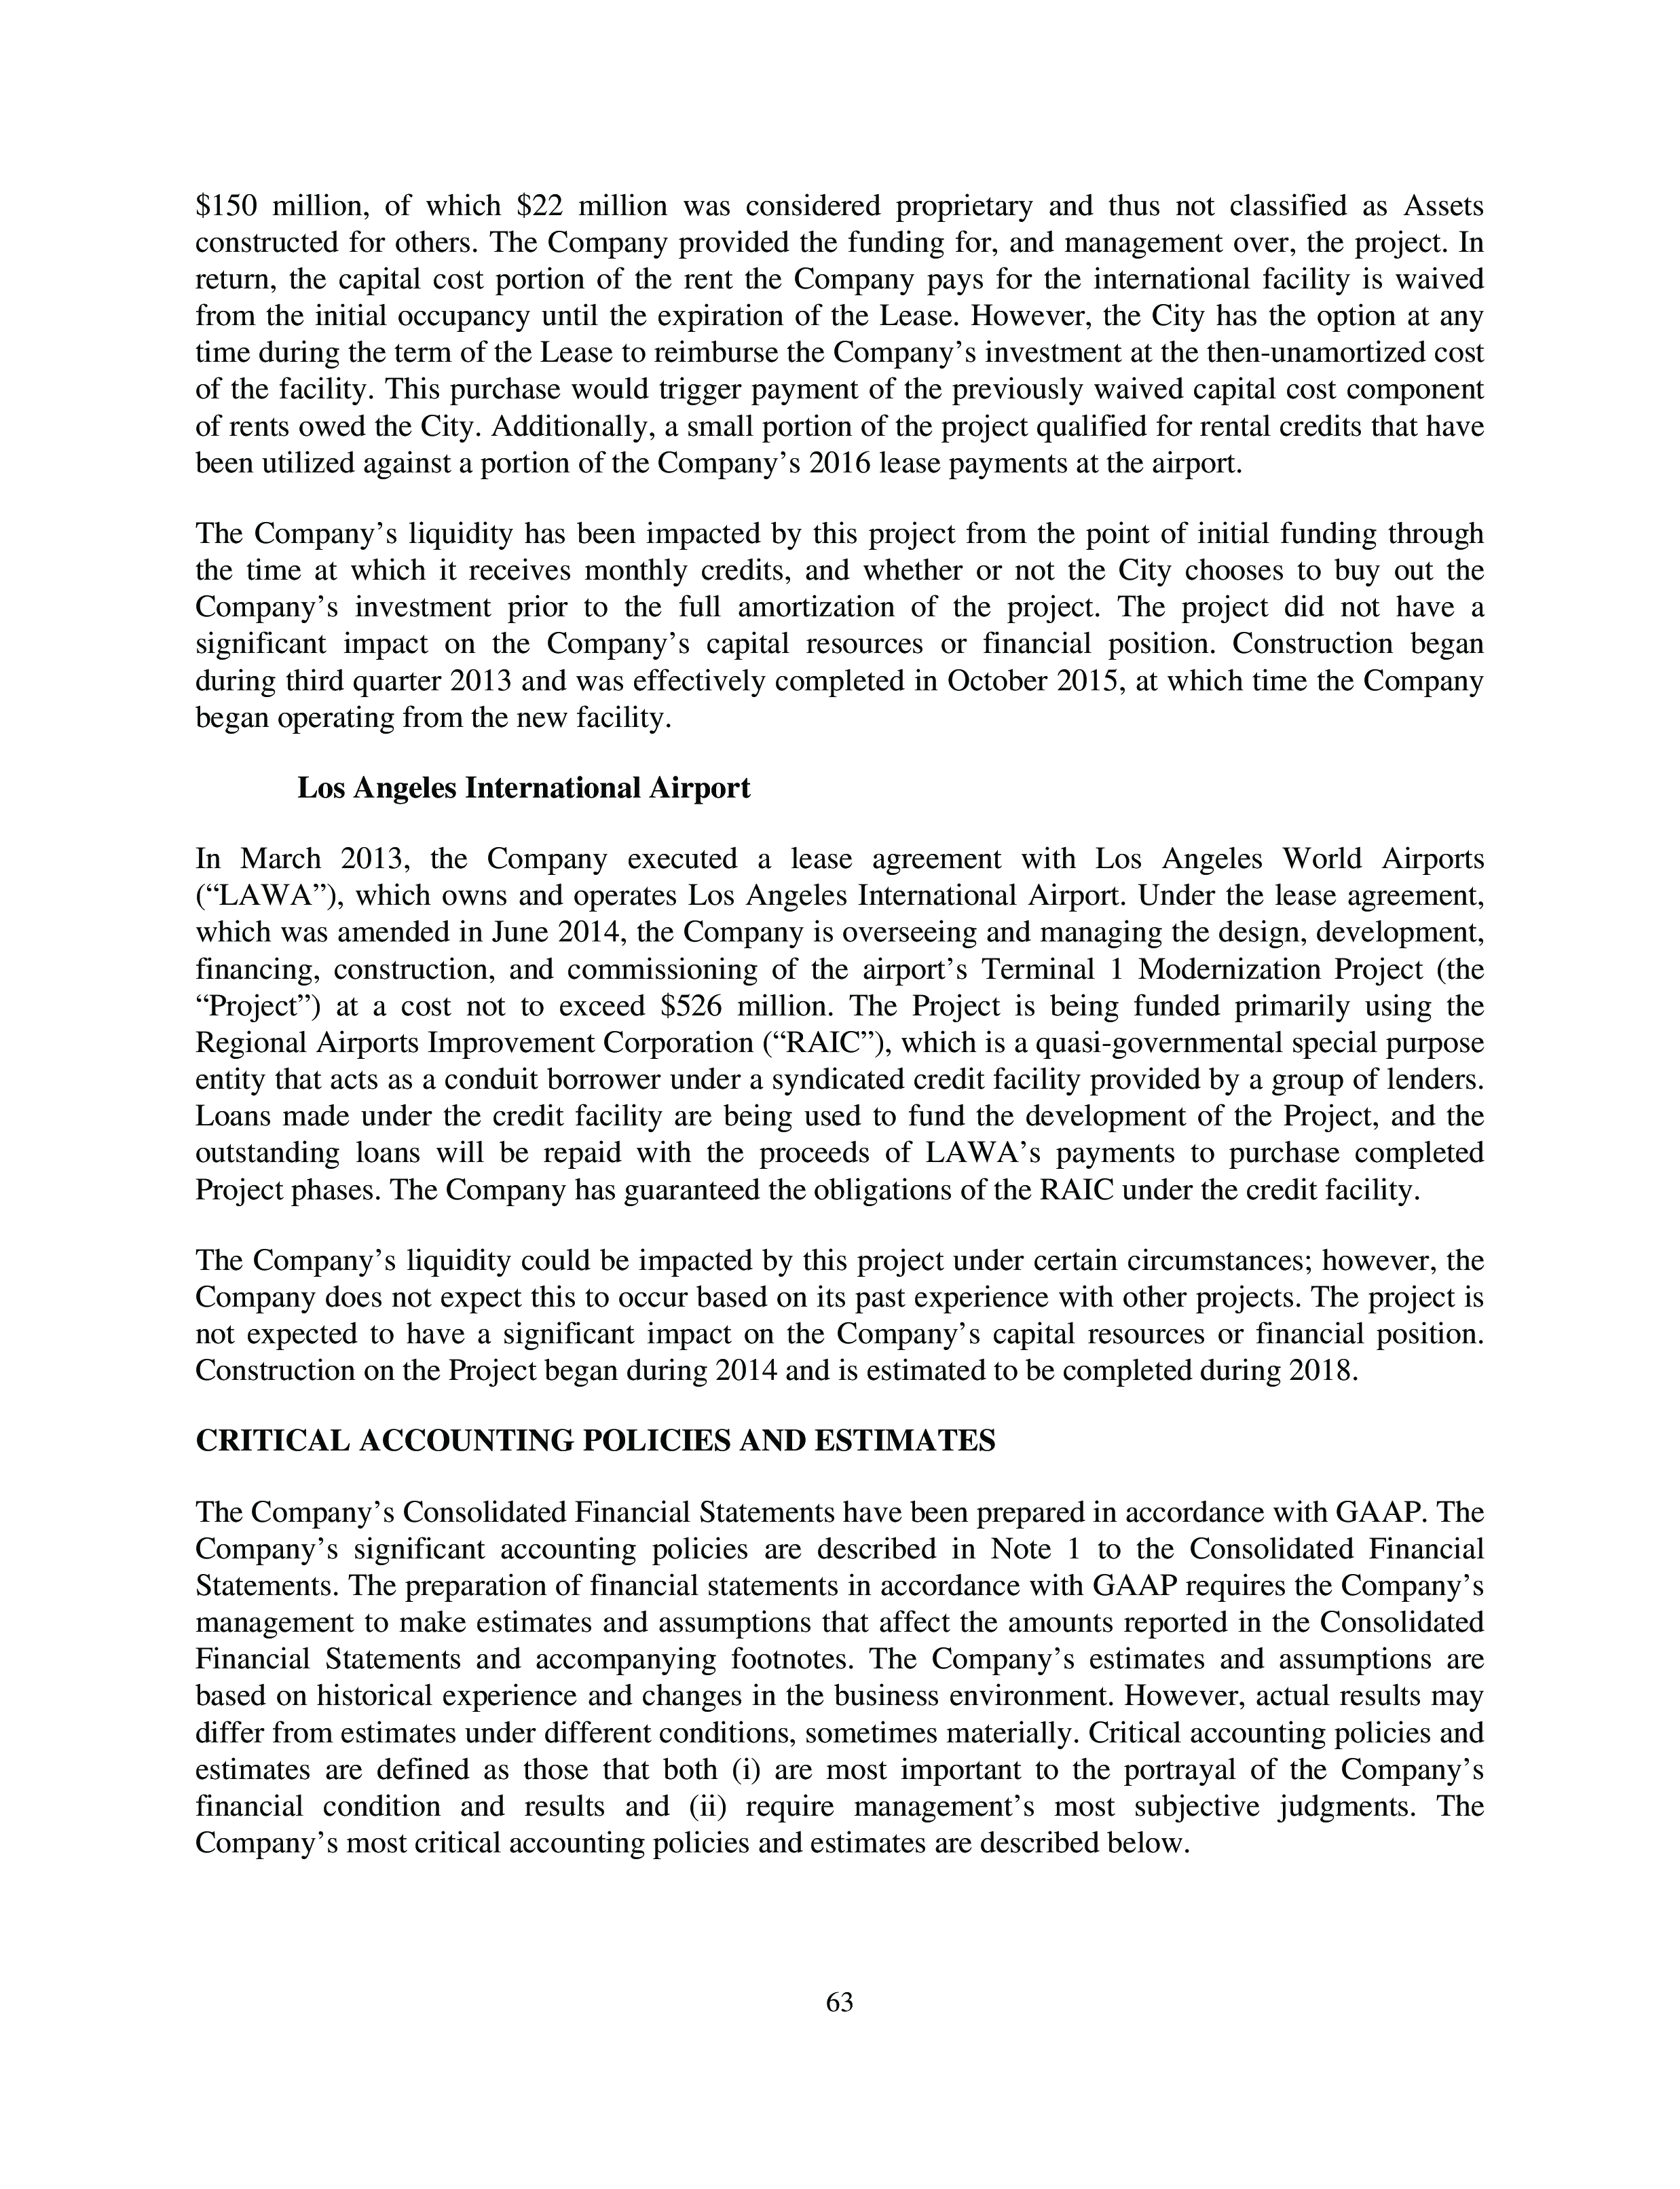 $150 million, of which $22 million was considered proprietary and thus not classified as Assets
constructed for others. The Company provided the funding for, and management over, the project. In
return, the capital cost portion of the rent the Company pays for the international facility is waived
from the initial occupancy until the expiration of the Lease. However, the City has the option at any
time during the term of the Lease to reimburse the Company’s investment at the then-unamortized cost
of the facility. This purchase would trigger payment of the previously waived capital cost component
of rents owed the City. Additionally, a small portion of the project qualified for rental credits that have
been utilized against a portion of the Company’s 2016 lease payments at the airport.
The Company’s liquidity has been impacted by this project from the point of initial funding through
the time at which it receives monthly credits, and whether or not the City chooses to buy out the
Company’s investment prior to the full amortization of the project. The project did not have a
significant impact on the Company’s capital resources or financial position. Construction began
during third quarter 2013 and was effectively completed in October 2015, at which time the Company
began operating from the new facility.
Los Angeles International Airport
In March 2013, the Company executed a lease agreement with Los Angeles World Airports
(“LAWA”), which owns and operates Los Angeles International Airport. Under the lease agreement,
which was amended in June 2014, the Company is overseeing and managing the design, development,
financing, construction, and commissioning of the airport’s Terminal 1 Modernization Project (the
“Project”) at a cost not to exceed $526 million. The Project is being funded primarily using the
Regional Airports Improvement Corporation (“RAIC”), which is a quasi-governmental special purpose
entity that acts as a conduit borrower under a syndicated credit facility provided by a group of lenders.
Loans made under the credit facility are being used to fund the development of the Project, and the
outstanding loans will be repaid with the proceeds of LAWA’s payments to purchase completed
Project phases. The Company has guaranteed the obligations of the RAIC under the credit facility.
The Company’s liquidity could be impacted by this project under certain circumstances; however, the
Company does not expect this to occur based on its past experience with other projects. The project is
not expected to have a significant impact on the Company’s capital resources or financial position.
Construction on the Project began during 2014 and is estimated to be completed during 2018.
CRITICAL ACCOUNTING POLICIES AND ESTIMATES
The Company’s Consolidated Financial Statements have been prepared in accordance with GAAP. The
Company’s significant accounting policies are described in Note 1 to the Consolidated Financial
Statements. The preparation of financial statements in accordance with GAAP requires the Company’s
management to make estimates and assumptions that affect the amounts reported in the Consolidated
Financial Statements and accompanying footnotes. The Company’s estimates and assumptions are
based on historical experience and changes in the business environment. However, actual results may
differ from estimates under different conditions, sometimes materially. Critical accounting policies and
estimates are defined as those that both (i) are most important to the portrayal of the Company’s
financial condition and results and (ii) require management’s most subjective judgments. The
Company’s most critical accounting policies and estimates are described below.
63